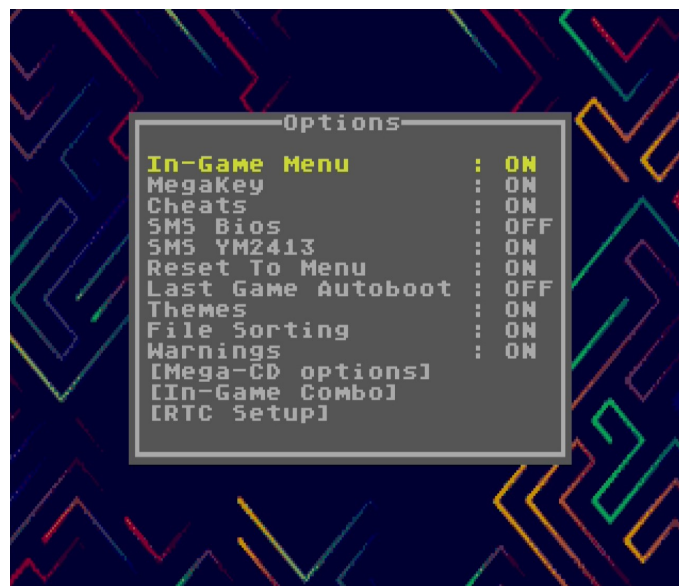 Options
In-Game Menu : ON
MegaKey : ON
Cheats : ON
SMS Bios : OFF
SMS YM2413 : ON
Reset To Menu : ON
Last Game Autoboot : OFF
Themes : ON
File Sorting : ON
Warnings : ON
[Mega-CD options]
[In-Game Combo]
[RTC Setup]